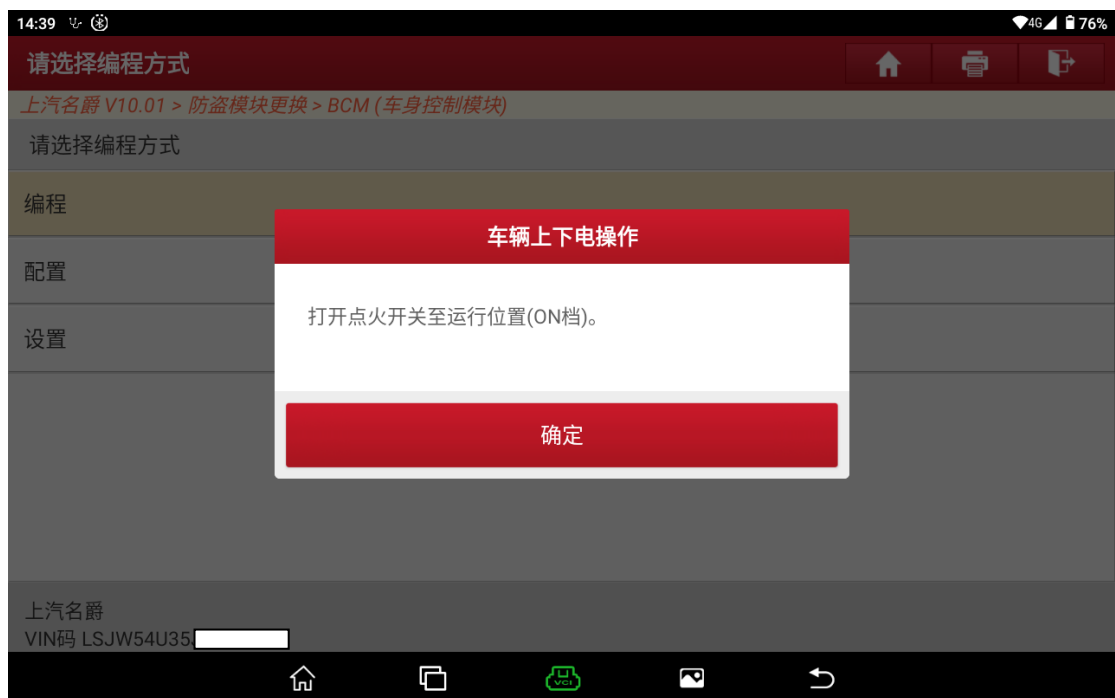 14:39
4G 76%
请选择编程方式
上汽名爵 V10.01 > 防盗模块更换 > BCM (车身控制模块)
请选择编程方式
编程
车辆上下电操作
配置
打开点火开关至运行位置(ON档)。
设置
确定
上汽名爵
VIN码 LSJW54U35
VCI